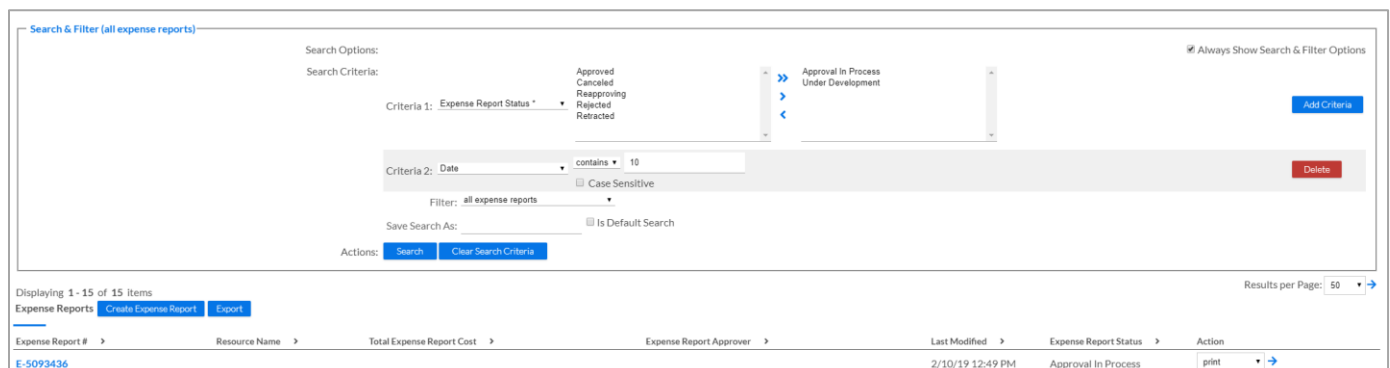 Search & Filter (all expense reports)
Search Options:
Always Show Search & Filter Options
Search Criteria:
Criteria 1: Expense Report Status *
Approved
Canceled
Reapproving
Rejected
Retracted
Approval In Process
Under Development
Add Criteria
Criteria 2: Date contains 10
Case Sensitive
Delete
Filter: all expense reports
Save Search As: Is Default Search
Actions: Search Clear Search Criteria
Displaying 1 - 15 of 15 items
Results per Page: 50
Expense Reports Create Expense Report Export
Expense Report # Resource Name Total Expense Report Cost Expense Report Approver Last Modified Expense Report Status Action
E-5093436 2/10/19 12:49 PM Approval In Process print